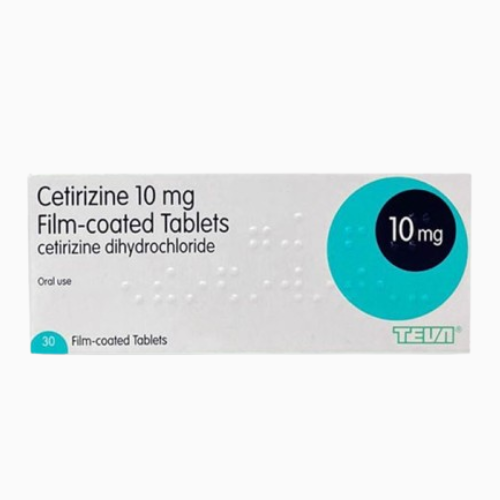 Cetirizine 10 mg
Film-coated Tablets
cetirizine dihydrochloride
Oral use
10 mg
30 Film-coated Tablets
TEVA®